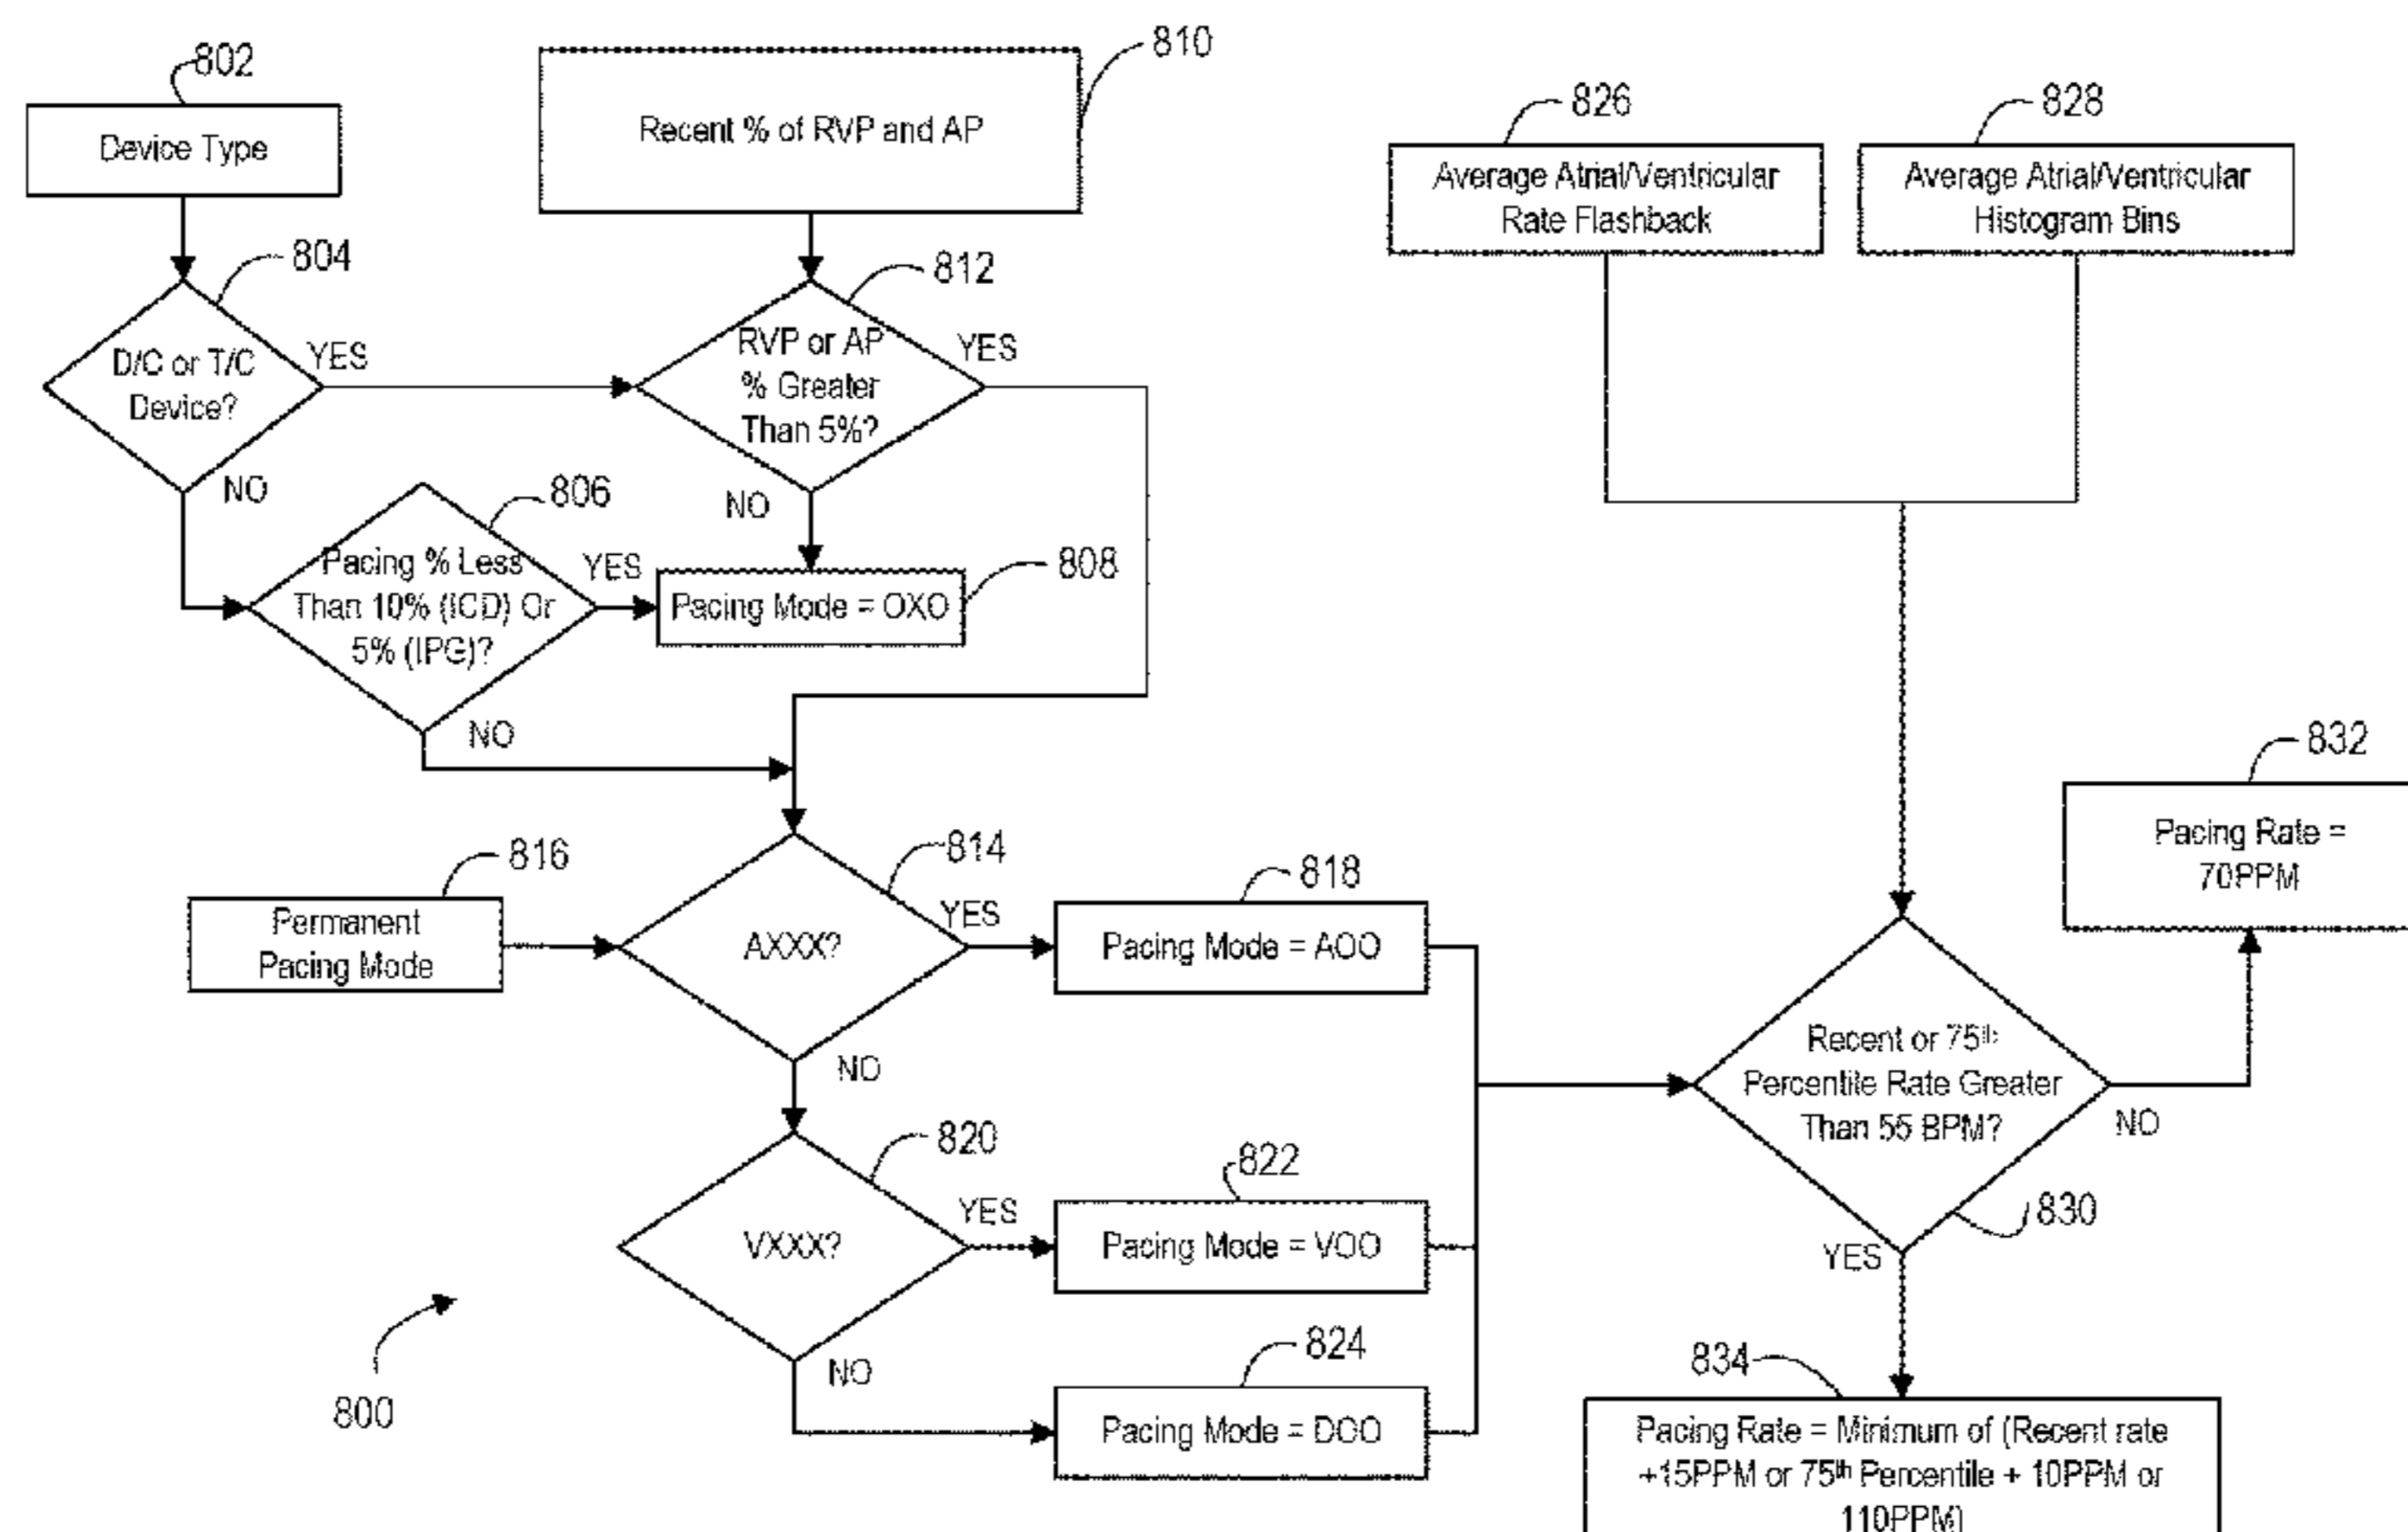 802
Device Type
810
Recent % of RVP and AP
826
Average Atrial/Ventricular
Rate Flashback
828
Average Atrial/Ventricular
Histogram Bins
804
D/C or T/C
Device?
YES
NO
812
RVP or AP
% Greater
Than 5%?
YES
NO
806
Pacing % Less
Than 10% (ICD) Or
5% (IPG)?
YES
NO
808
Pacing Mode = OXO
816
Permanent
Pacing Mode
814
AXXX?
YES
NO
818
Pacing Mode = AOO
820
VXXX?
YES
NO
822
Pacing Mode = VOO
824
Pacing Mode = DOO
832
Pacing Rate =
70PPM
Recent or 75th
Percentile Rate Greater
Than 55 BPM?
NO
830
YES
834
Pacing Rate = Minimum of (Recent rate
+15PPM or 75th Percentile + 10PPM or
110PPM)
800